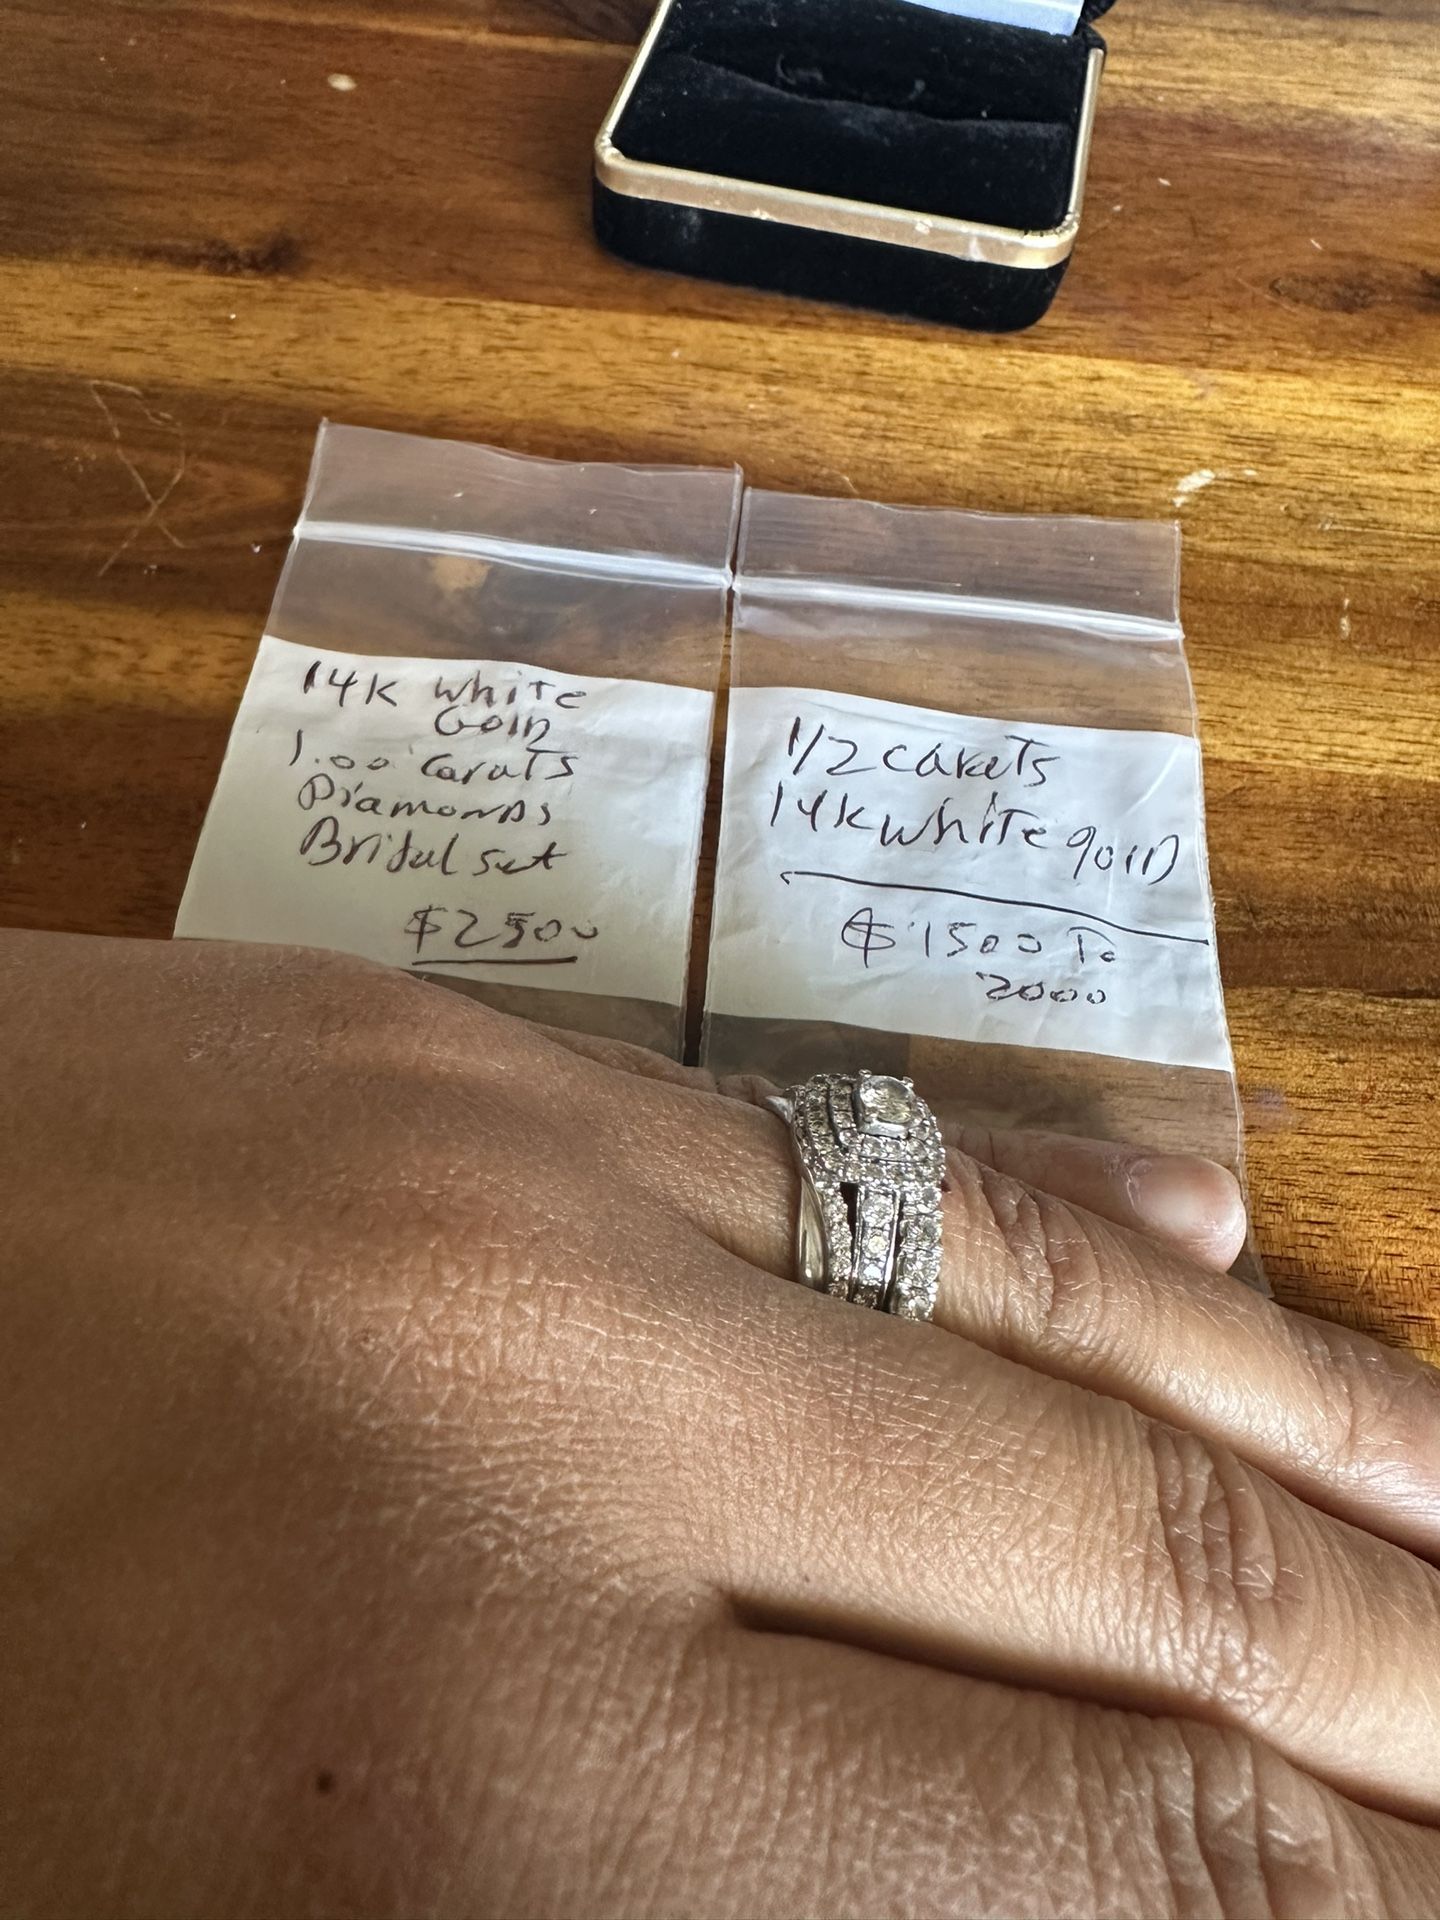 14K White
Gold
1.00 Carats
Diamonds
Bridal set
$2500
1/2 carats
14K White gold
$1500 To
2000